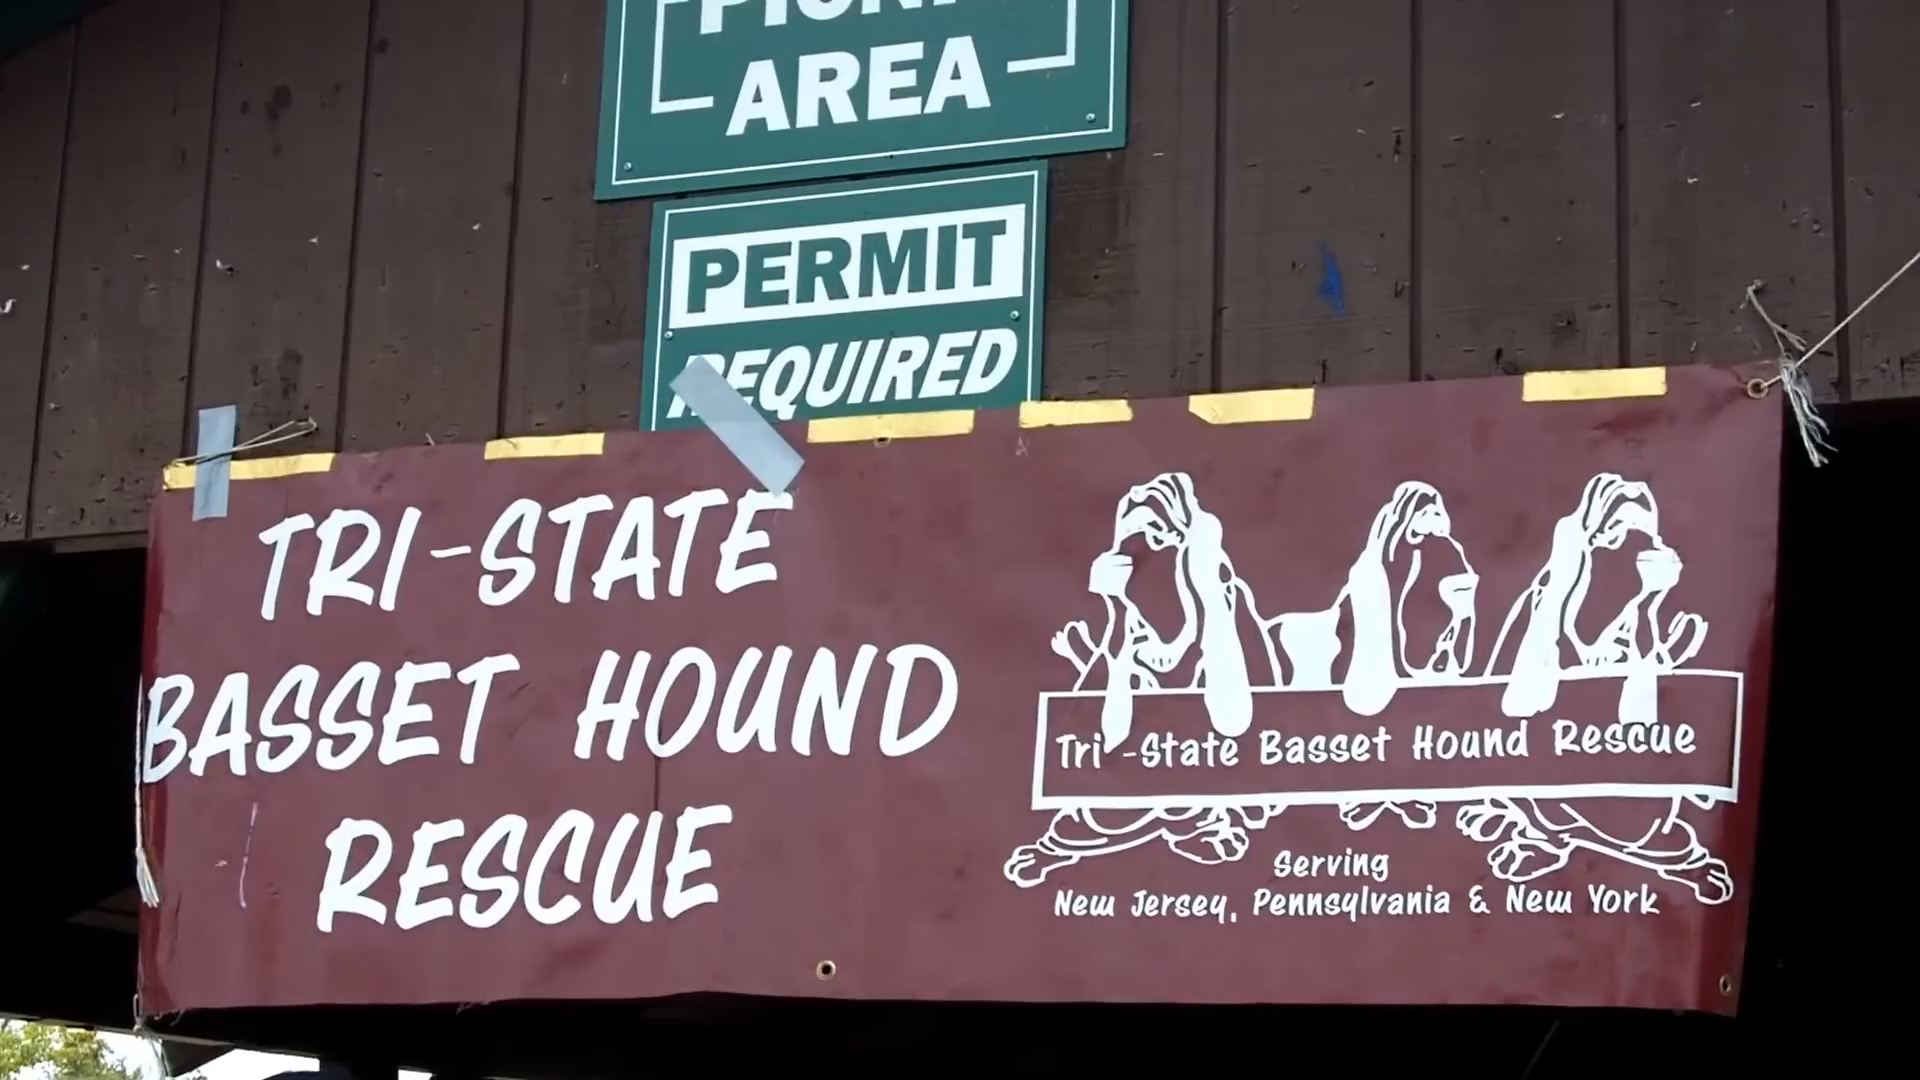 AREA
PERMIT
REQUIRED
TRI-STATE
BASSET HOUND
RESCUE
Tri-State Basset Hound Rescue
Serving
New Jersey, Pennsylvania & New York